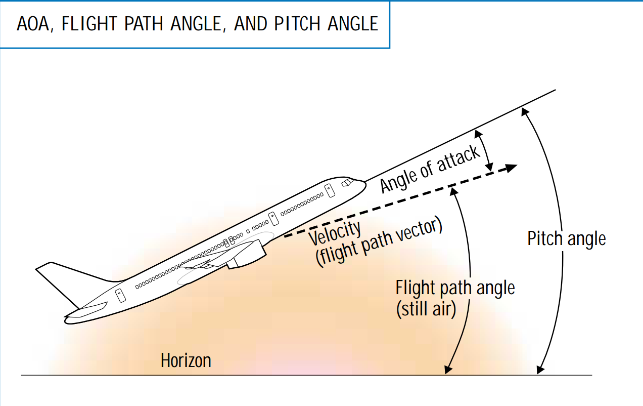 AOA, FLIGHT PATH ANGLE, AND PITCH ANGLE
Angle of attack
Velocity
(flight path vector)
Pitch angle
Flight path angle
(still air)
Horizon